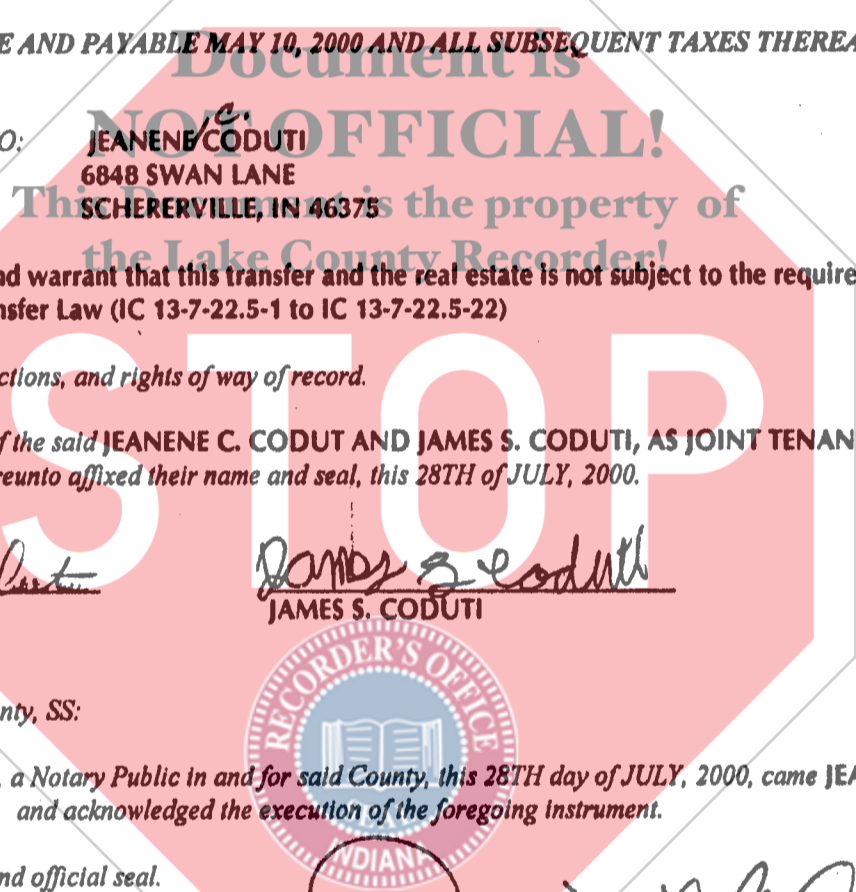 E AND PAYABLE MAY 10, 2000 AND ALL SUBSEQUENT TAXES THEREA
Document is
NOT OFFICIAL!
This Document is the property of
the Lake County Recorder!
O: JEANENE C. CODUTI
6848 SWAN LANE
SCHERERVILLE, IN 46375
nd warrant that this transfer and the real estate is not subject to the require
nsfer Law (IC 13-7-22.5-1 to IC 13-7-22.5-22)
STOP
ctions, and rights of way of record.
f the said JEANENE C. CODUT AND JAMES S. CODUTI, AS JOINT TENAN
reunto affixed their name and seal, this 28TH of JULY, 2000.
James S Coduti
JAMES S. CODUTI
RECORDER'S OFFICE
INDIANA
nty, SS:
, a Notary Public in and for said County, this 28TH day of JULY, 2000, came JEA
and acknowledged the execution of the foregoing instrument.
nd official seal.